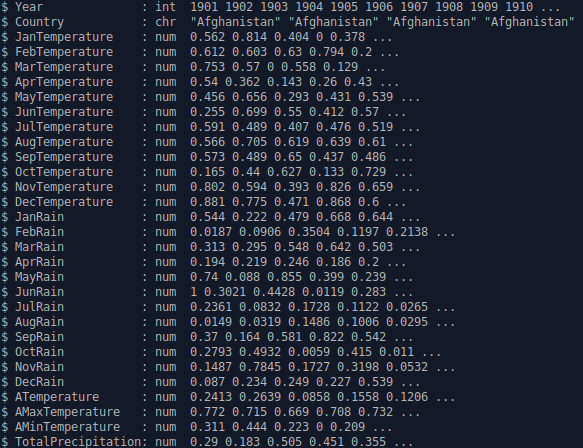 $ Year : int 1901 1902 1903 1904 1905 1906 1907 1908 1909 1910 ...
$ Country : chr "Afghanistan" "Afghanistan" "Afghanistan" "Afghanistan"
$ JanTemperature : num 0.562 0.814 0.404 0 0.378 ...
$ FebTemperature : num 0.612 0.603 0.63 0.794 0.2 ...
$ MarTemperature : num 0.753 0.57 0 0.558 0.129 ...
$ AprTemperature : num 0.54 0.362 0.143 0.26 0.43 ...
$ MayTemperature : num 0.456 0.656 0.293 0.431 0.539 ...
$ JunTemperature : num 0.255 0.699 0.55 0.412 0.57 ...
$ JulTemperature : num 0.591 0.489 0.407 0.476 0.519 ...
$ AugTemperature : num 0.566 0.705 0.619 0.639 0.61 ...
$ SepTemperature : num 0.573 0.489 0.65 0.437 0.486 ...
$ OctTemperature : num 0.165 0.44 0.627 0.133 0.729 ...
$ NovTemperature : num 0.802 0.594 0.393 0.826 0.659 ...
$ DecTemperature : num 0.881 0.775 0.471 0.868 0.6 ...
$ JanRain : num 0.544 0.222 0.479 0.668 0.644 ...
$ FebRain : num 0.0187 0.0906 0.3504 0.1197 0.2138 ...
$ MarRain : num 0.313 0.295 0.548 0.642 0.503 ...
$ AprRain : num 0.194 0.219 0.246 0.186 0.2 ...
$ MayRain : num 0.74 0.088 0.855 0.399 0.239 ...
$ JunRain : num 1 0.3021 0.4428 0.0119 0.283 ...
$ JulRain : num 0.2361 0.0832 0.1728 0.1122 0.0265 ...
$ AugRain : num 0.0149 0.0319 0.1486 0.1006 0.0295 ...
$ SepRain : num 0.37 0.164 0.581 0.822 0.542 ...
$ OctRain : num 0.2793 0.4932 0.0059 0.415 0.011 ...
$ NovRain : num 0.1487 0.7845 0.1727 0.3198 0.0532 ...
$ DecRain : num 0.087 0.234 0.249 0.227 0.539 ...
$ ATemperature : num 0.2413 0.2639 0.0858 0.1558 0.1206 ...
$ AMaxTemperature : num 0.772 0.715 0.669 0.708 0.732 ...
$ AMinTemperature : num 0.311 0.444 0.223 0 0.209 ...
$ TotalPrecipitation: num 0.29 0.183 0.505 0.451 0.355 ...